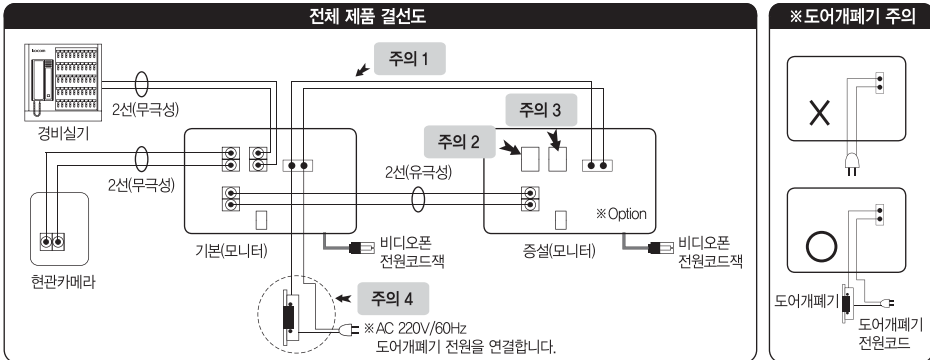 전체 제품 결선도
※도어개폐기 주의
kocom
주의 1
2선(무극성)
주의 3
경비실기
주의 2
2선(무극성)
2선(유극성)
※Option
현관카메라
기본(모니터)
비디오폰
전원코드잭
증설(모니터)
비디오폰
전원코드잭
주의 4
※AC 220V/60Hz
도어개폐기 전원을 연결합니다.
도어개폐기
도어개폐기
전원코드